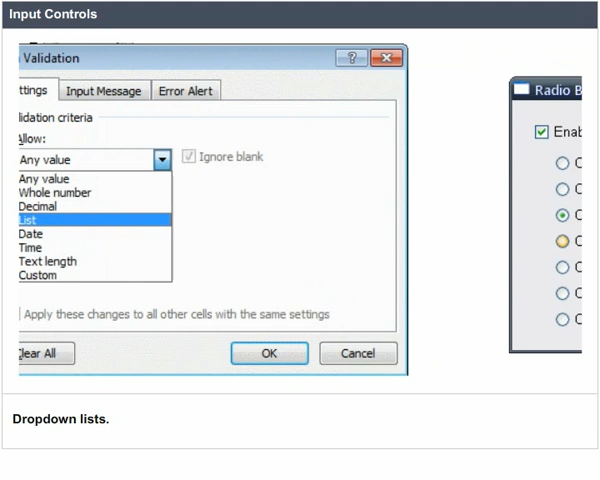 Input Controls
Validation
ttings
Input Message
Error Alert
lidation criteria
Allow:
Any value
Ignore blank
Any value
Whole number
Decimal
List
Date
Time
Text length
Custom
Apply these changes to all other cells with the same settings
Clear All
OK
Cancel
Radio B
Enab
Dropdown lists.